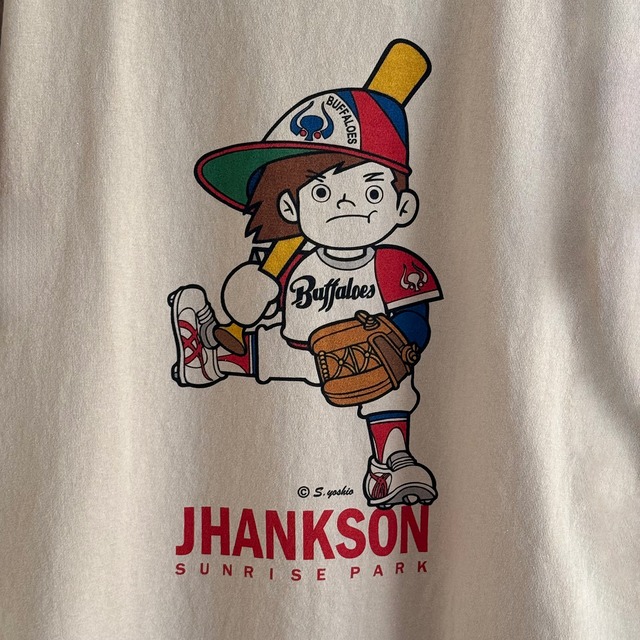 BUFFALOES
Buffaloes
© S.yoshio
JHANKSON
SUNRISE PARK